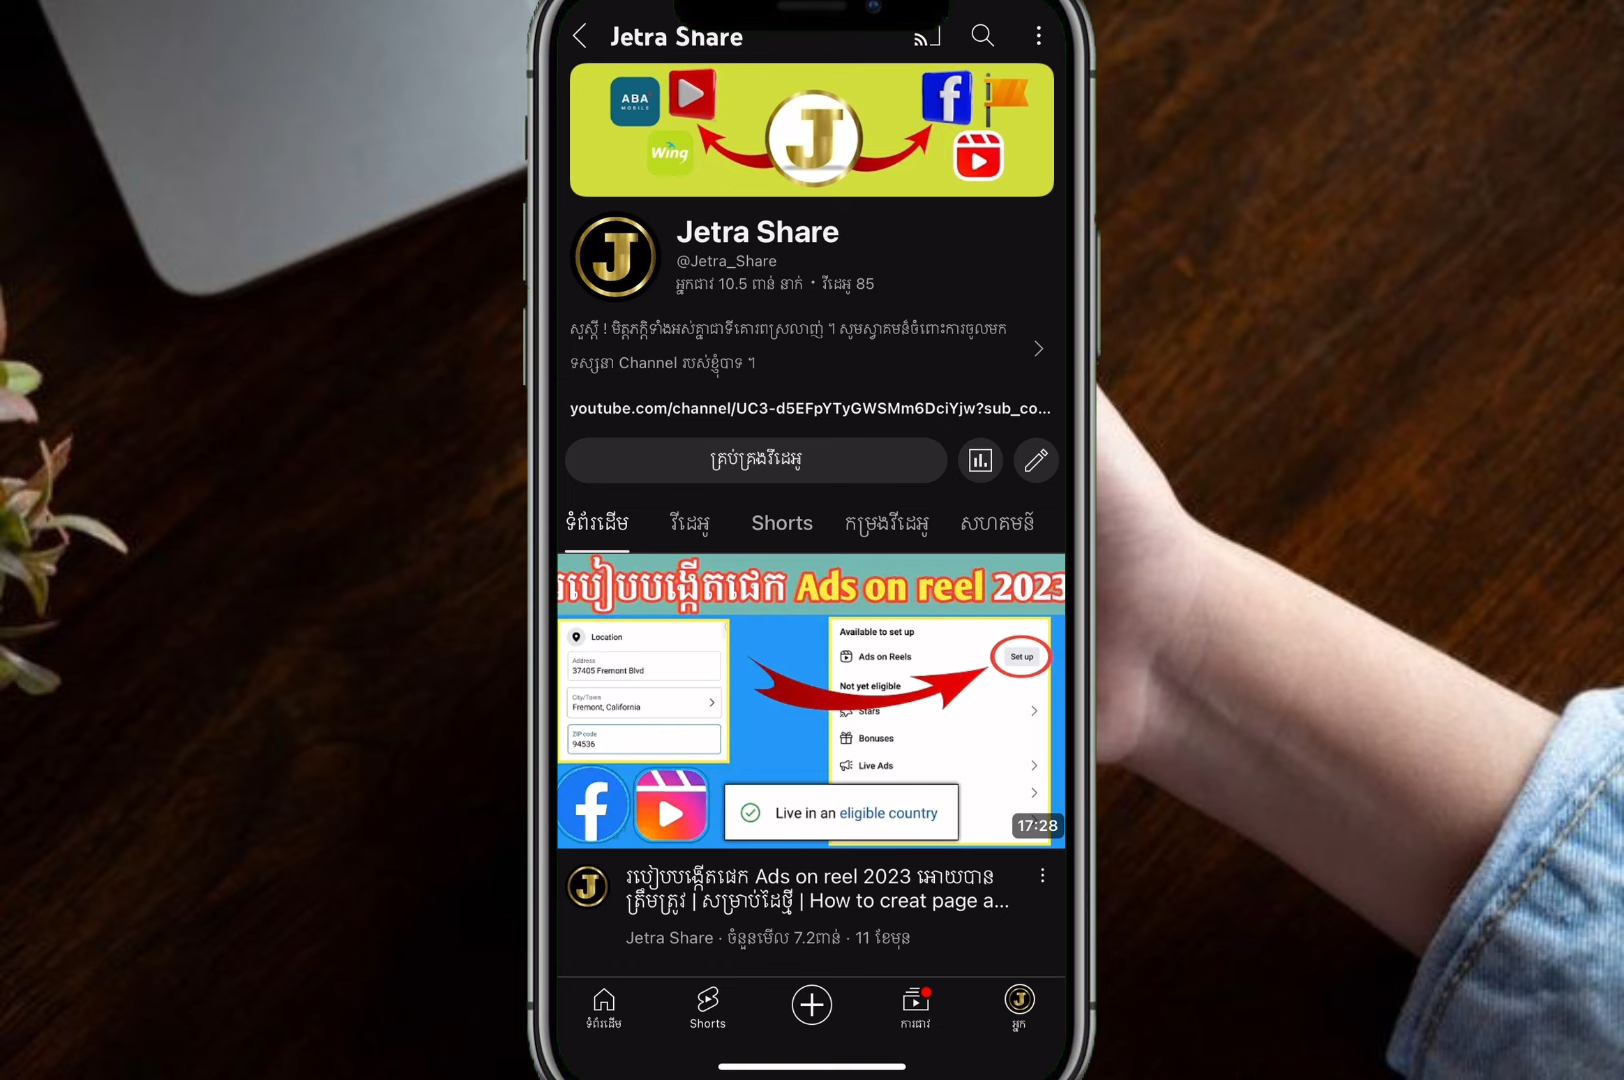 Jetra Share
ABA
MOBILE
Wing
J
f
Jetra Share
@Jetra_Share
អ្នកជាវ 10.5 ពាន់ នាក់ • វីដេអូ 85
សួស្តី ! មិត្តភក្តិទាំងអស់គ្នាជាទីគោរពស្រលាញ់ ។ សូមស្វាគមន៏ចំពោះការចូលមក
ទស្សនា Channel របស់ខ្ញុំបាទ ។
youtube.com/channel/UC3-d5EFpYTyGWSMm6DciYjw?sub_co...
គ្រប់គ្រងវីដេអូ
ទំព័រដើម វីដេអូ Shorts កម្រងវីដេអូ សហគមន៍
របៀបបង្កើតផេក Ads on reel 2023
Location
Address
37405 Fremont Blvd
City/Town
Fremont, California
ZIP code
94536
Available to set up
Ads on Reels Set up
Not yet eligible
Stars
Bonuses
Live Ads
Live in an eligible country
17:28
របៀបបង្កើតផេក Ads on reel 2023 អោយបាន
ត្រឹមត្រូវ | សម្រាប់ដៃថ្មី | How to creat page a...
Jetra Share · ចំនួនមើល 7.2ពាន់ · 11 ខែមុន
ទំព័រដើម Shorts ការជាវ អ្នក